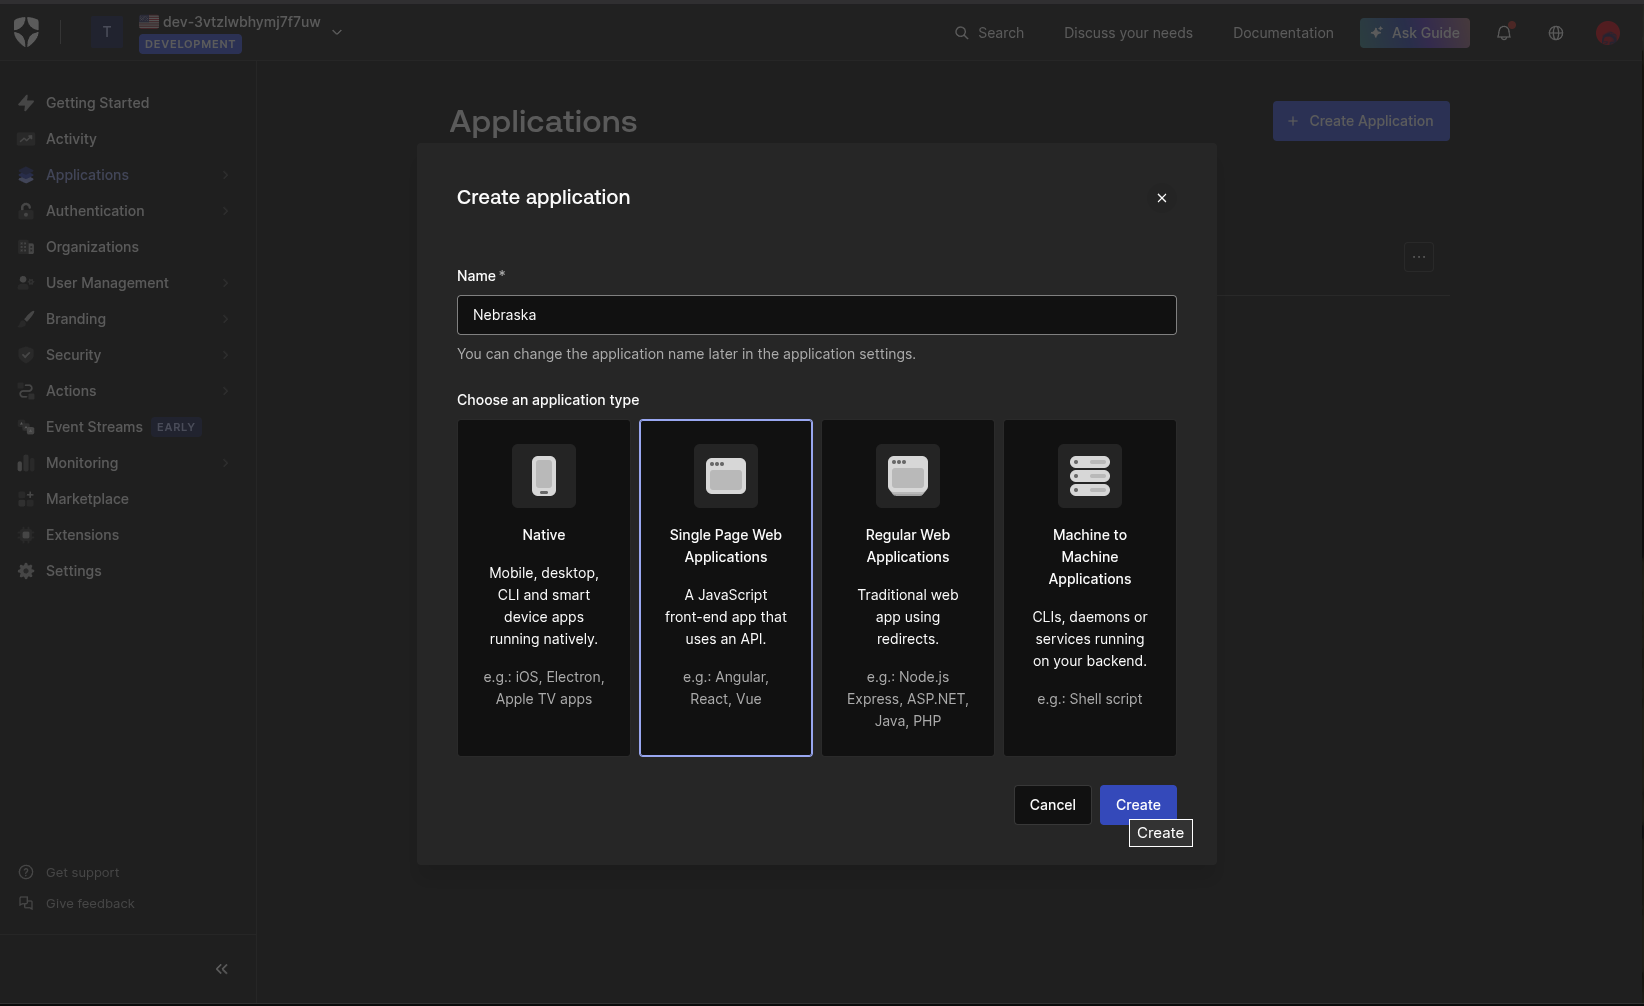 T
dev-3vtzlwbhymj7f7uw
DEVELOPMENT
Search
Discuss your needs
Documentation
Ask Guide
Getting Started
Activity
Applications
Authentication
Organizations
User Management
Branding
Security
Actions
Event Streams EARLY
Monitoring
Marketplace
Extensions
Settings
Get support
Give feedback
Applications
+ Create Application
Create application
Name *
Nebraska
You can change the application name later in the application settings.
Choose an application type
Native
Mobile, desktop,
CLI and smart
device apps
running natively.
e.g.: iOS, Electron,
Apple TV apps
Single Page Web
Applications
A JavaScript
front-end app that
uses an API.
e.g.: Angular,
React, Vue
Regular Web
Applications
Traditional web
app using
redirects.
e.g.: Node.js
Express, ASP.NET,
Java, PHP
Machine to
Machine
Applications
CLIs, daemons or
services running
on your backend.
e.g.: Shell script
Cancel
Create
Create